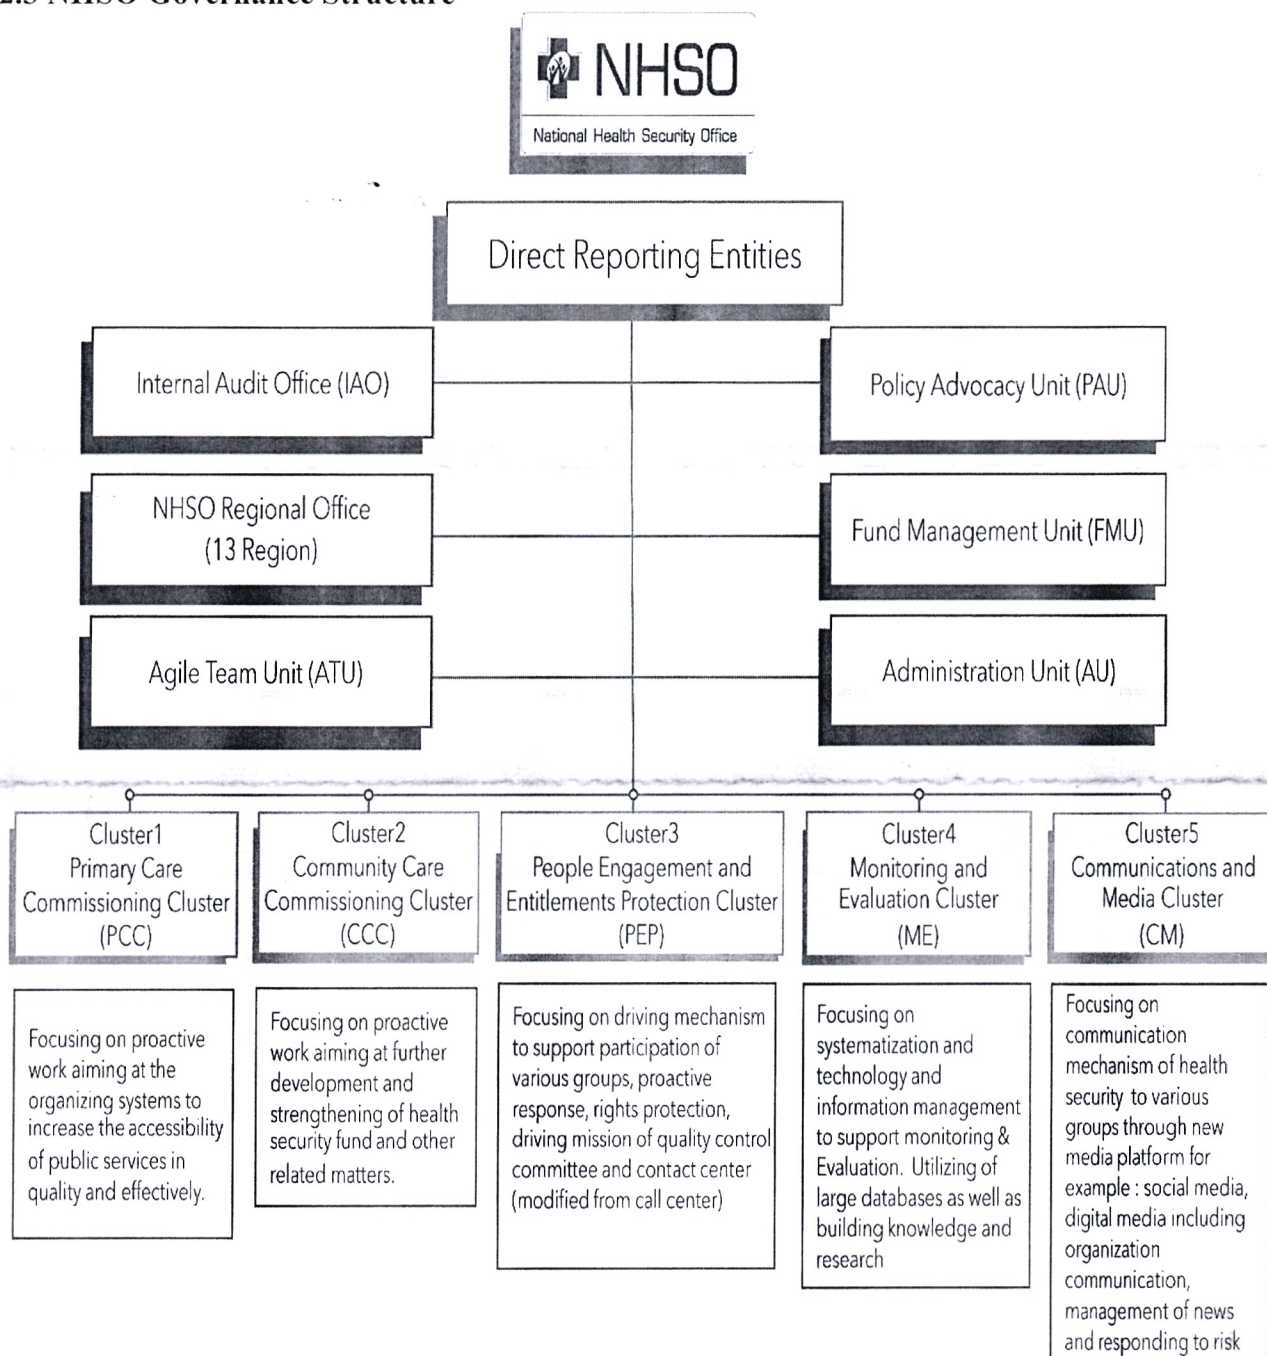 2.3 NHSO Governance Structure
NHSO
National Health Security Office
Direct Reporting Entities
Internal Audit Office (IAO)
Policy Advocacy Unit (PAU)
NHSO Regional Office
(13 Region)
Fund Management Unit (FMU)
Agile Team Unit (ATU)
Administration Unit (AU)
Cluster1
Primary Care
Commissioning Cluster
(PCC)
Cluster2
Community Care
Commissioning Cluster
(CCC)
Cluster3
People Engagement and
Entitlements Protection Cluster
(PEP)
Cluster4
Monitoring and
Evaluation Cluster
(ME)
Cluster5
Communications and
Media Cluster
(CM)
Focusing on proactive
work aiming at the
organizing systems to
increase the accessibility
of public services in
quality and effectively.
Focusing on proactive
work aiming at further
development and
strengthening of health
security fund and other
related matters.
Focusing on driving mechanism
to support participation of
various groups, proactive
response, rights protection,
driving mission of quality control
committee and contact center
(modified from call center)
Focusing on
systematization and
technology and
information management
to support monitoring &
Evaluation. Utilizing of
large databases as well as
building knowledge and
research
Focusing on
communication
mechanism of health
security to various
groups through new
media platform for
example : social media,
digital media including
organization
communication,
management of news
and responding to risk